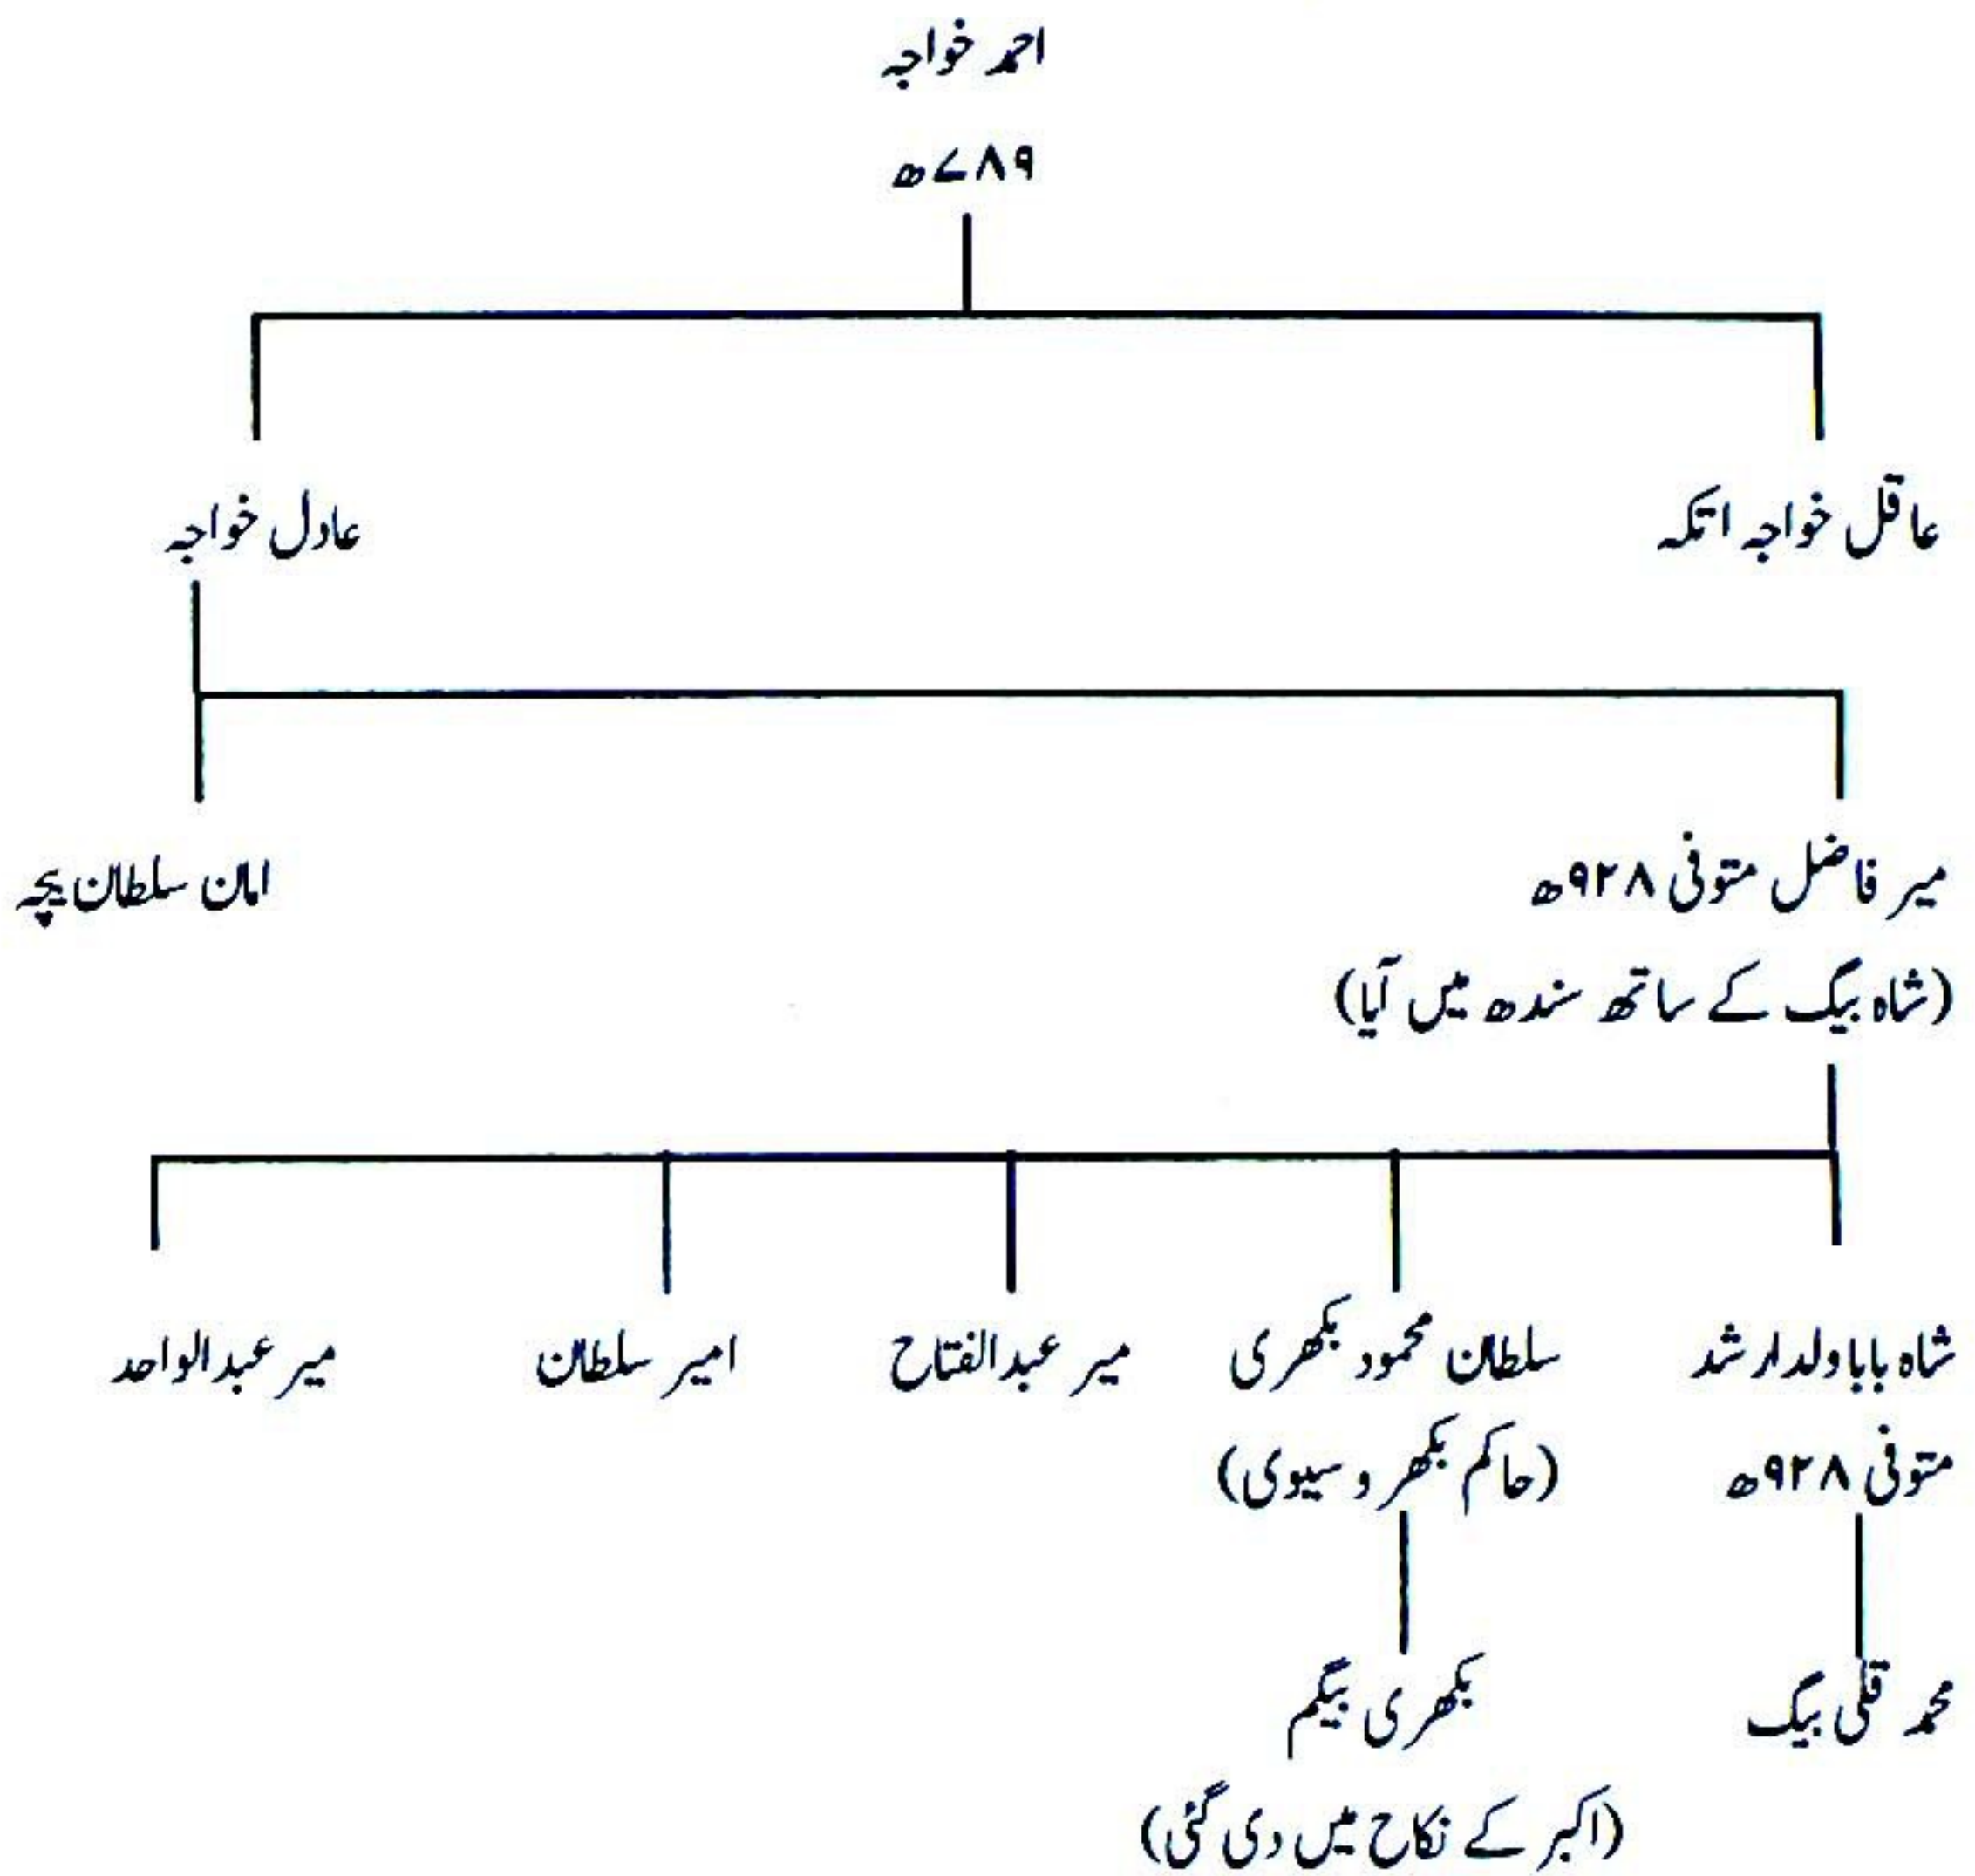 احمد خواجہ
۷۸۹ھ
عاقل خواجہ اتکہ
عادل خواجہ
میر فاضل متوفی ۹۲۸ھ
(شاہ بیگ کے ساتھ سندھ میں آیا)
امان سلطان یچہ
شاہ بابا ولد ارشد
متوفی ۹۲۸ھ
سلطان محمود بکھری
(حاکم بکھر و سیوی)
میر عبدالفتاح
امیر سلطان
میر عبدالواحد
محمد قلی بیگ
بکھری بیگم
(اکبر کے نکاح میں دی گئی)